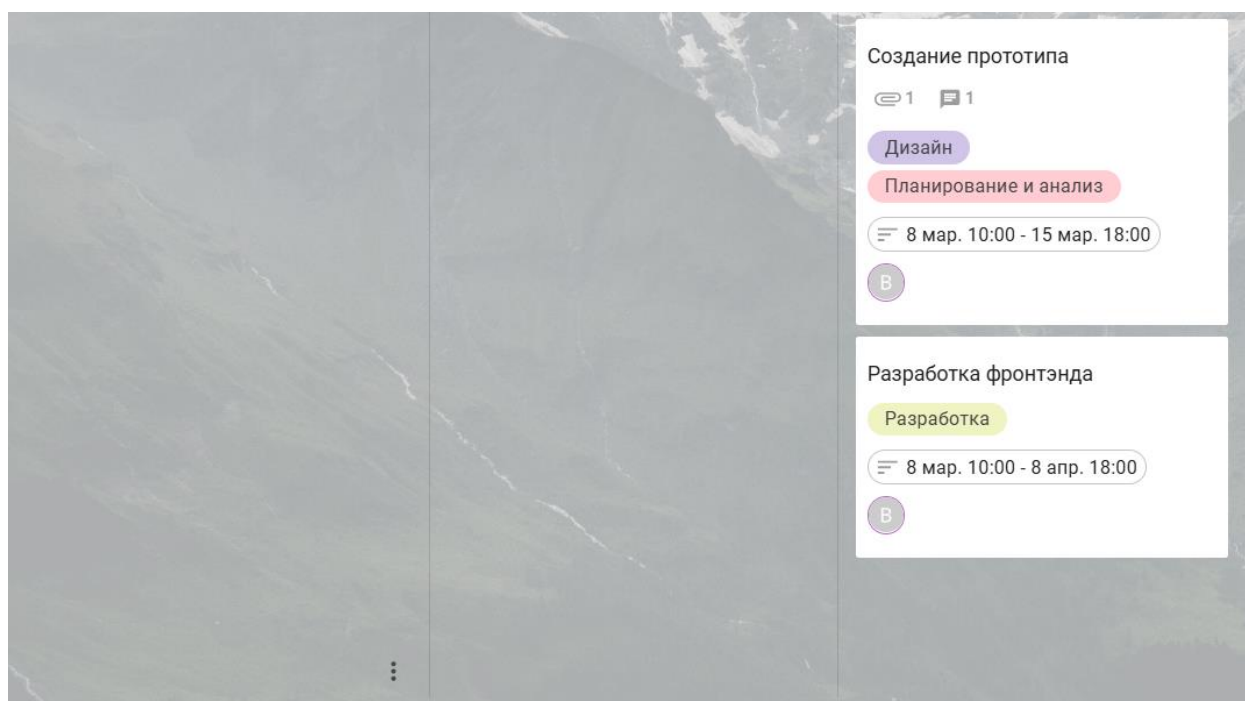 Создание прототипа
1 1
Дизайн
Планирование и анализ
8 мар. 10:00 - 15 мар. 18:00
В
Разработка фронтэнда
Разработка
8 мар. 10:00 - 8 апр. 18:00
В